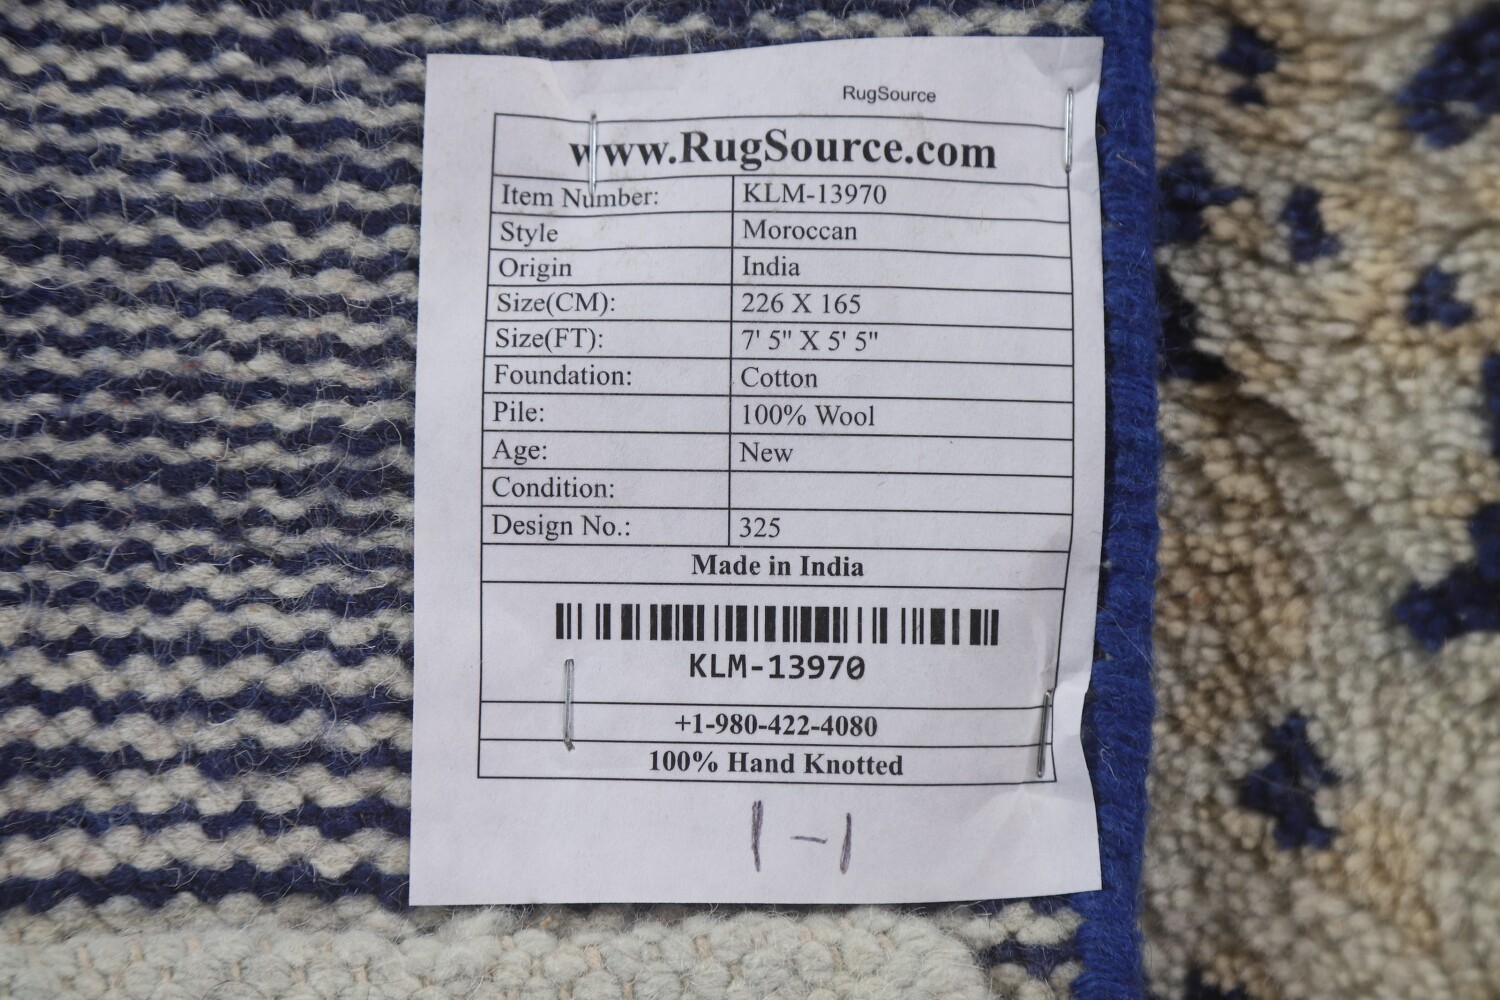 RugSource
www.RugSource.com
Item Number: KLM-13970
Style Moroccan
Origin India
Size(CM): 226 X 165
Size(FT): 7' 5" X 5' 5"
Foundation: Cotton
Pile: 100% Wool
Age: New
Condition:
Design No.: 325
Made in India
KLM-13970
+1-980-422-4080
100% Hand Knotted
1-1